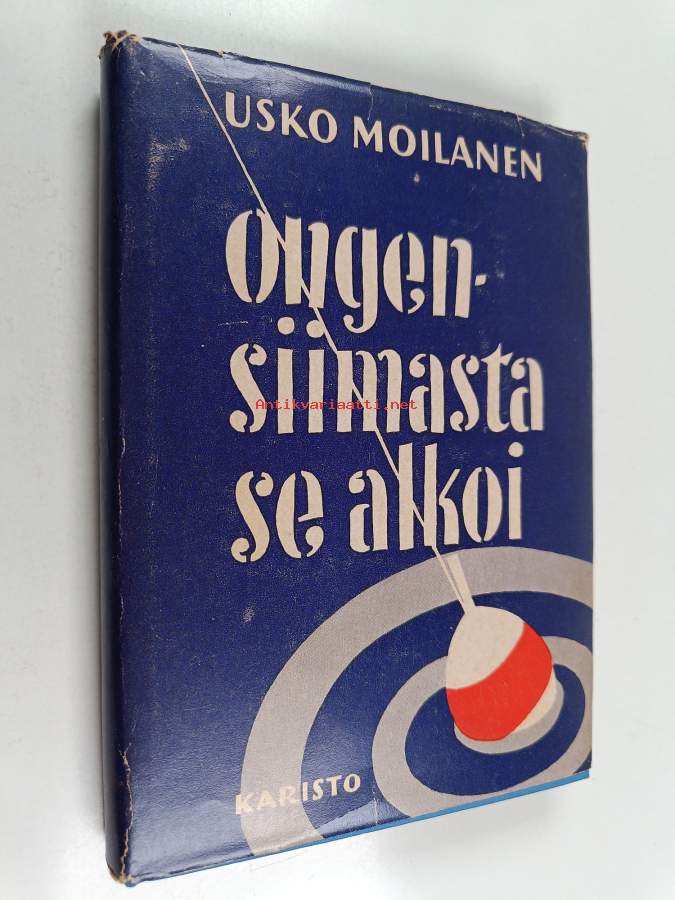 USKO MOILANEN
Ongen-
siimasta
Antikvariaatti.net
se alkoi
KARISTO